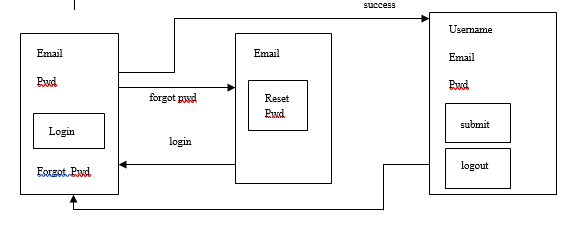 success
Email
Pwd
Login
Forgot Pwd
forgot pwd
login
Email
Reset
Pwd
Username
Email
Pwd
submit
logout